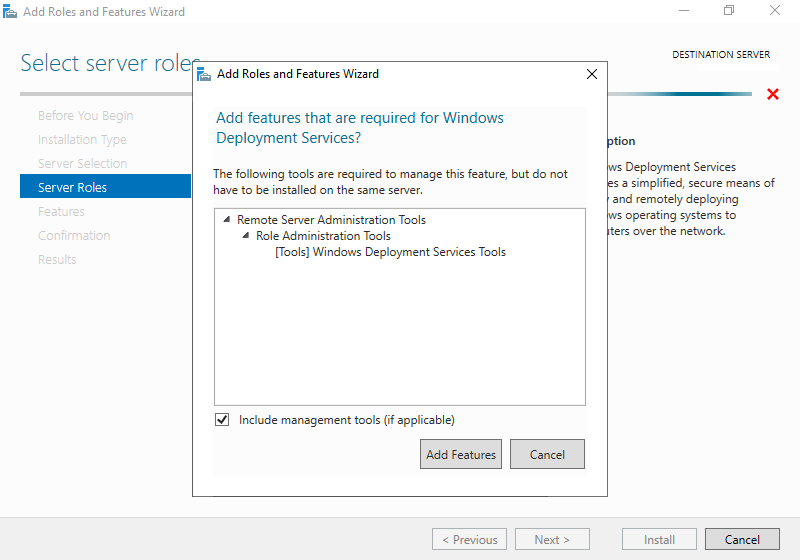 Add Roles and Features Wizard
Select server roles
DESTINATION SERVER
Before You Begin
Installation Type
Server Selection
Server Roles
Features
Confirmation
Results
Add Roles and Features Wizard
Add features that are required for Windows
Deployment Services?
The following tools are required to manage this feature, but do not
have to be installed on the same server.
Remote Server Administration Tools
Role Administration Tools
[Tools] Windows Deployment Services Tools
Include management tools (if applicable)
Add Features
Cancel
Deployment Services
a simplified, secure means of
and remotely deploying
operating systems to
over the network.
< Previous
Next >
Install
Cancel